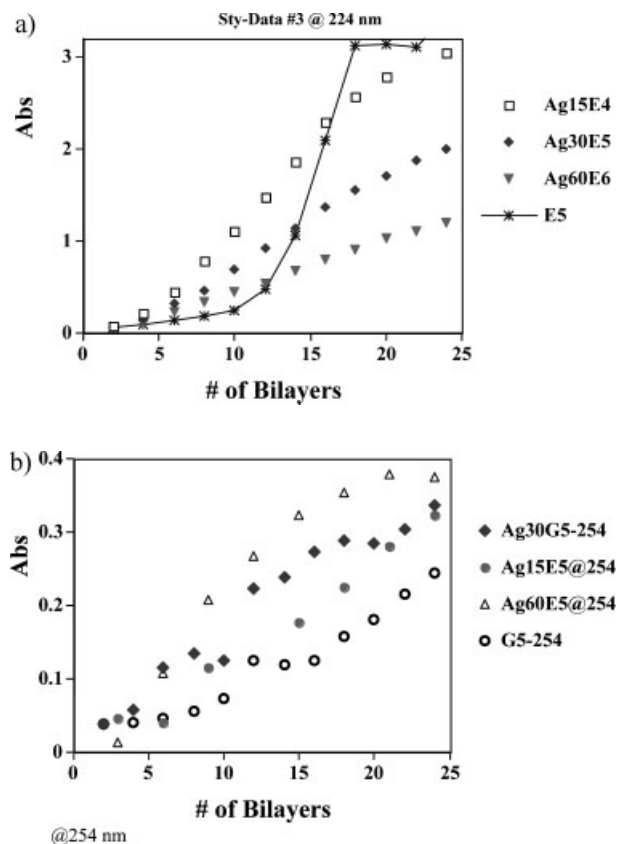 a)
Sty-Data #3 @ 224 nm
3
2
1
0
0 5 10 15 20 25
Abs
# of Bilayers
Ag15E4
Ag30E5
Ag60E6
E5
b)
0.4
0.3
0.2
0.1
0
0 5 10 15 20 25
Abs
# of Bilayers
@254 nm
Ag30G5-254
Ag15E5@254
Ag60E5@254
G5-254